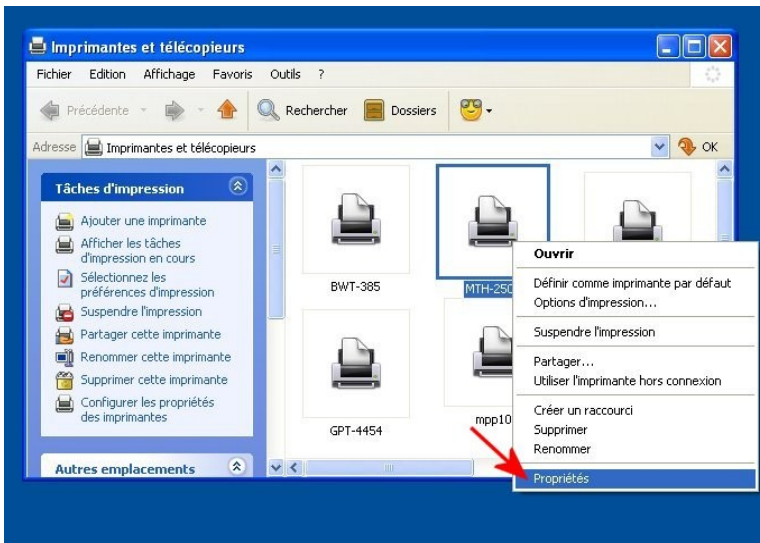 Imprimantes et télécopieurs
Fichier Edition Affichage Favoris Outils ?
Précédente Rechercher Dossiers
Adresse Imprimantes et télécopieurs OK
Tâches d'impression
Ajouter une imprimante
Afficher les tâches
d'impression en cours
Sélectionnez les
préférences d'impression
Suspendre l'impression
Partager cette imprimante
Renommer cette imprimante
Supprimer cette imprimante
Configurer les propriétés
des imprimantes
Autres emplacements
BWT-385
MTH-250
GPT-4454
mpp10
Ouvrir
Définir comme imprimante par défaut
Options d'impression...
Suspendre l'impression
Partager...
Utiliser l'imprimante hors connexion
Créer un raccourci
Supprimer
Renommer
Propriétés